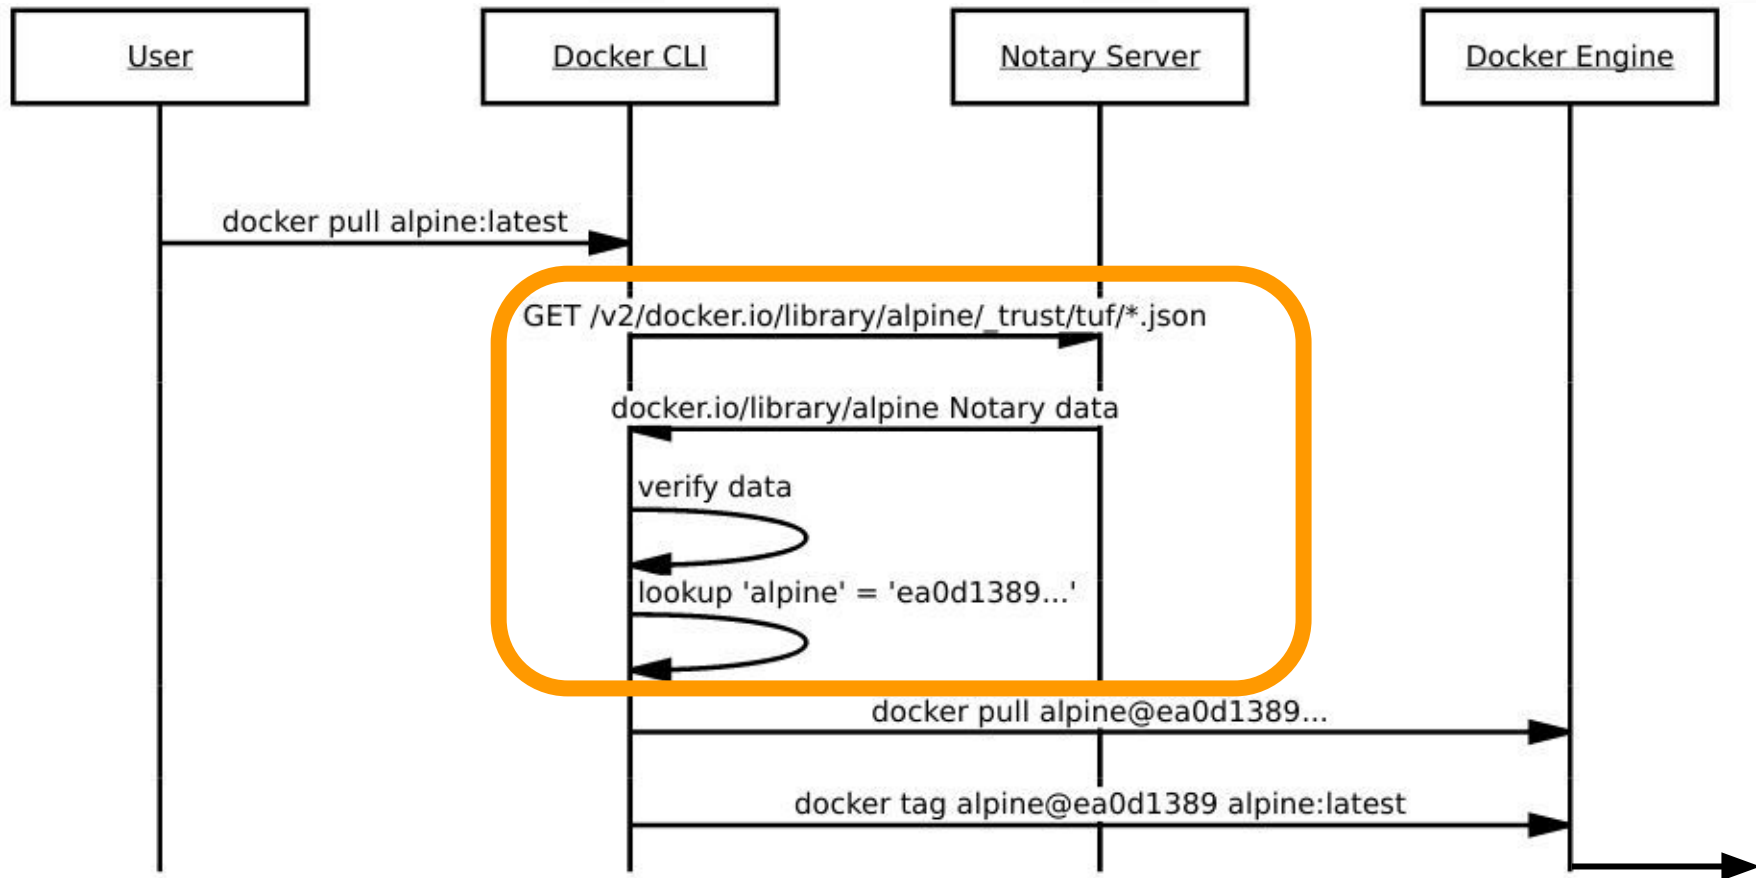 User
Docker CLI
Notary Server
Docker Engine
docker pull alpine:latest
GET /v2/docker.io/library/alpine/_trust/tuf/*.json
docker.io/library/alpine Notary data
verify data
lookup 'alpine' = 'ea0d1389...'
docker pull alpine@ea0d1389...
docker tag alpine@ea0d1389 alpine:latest